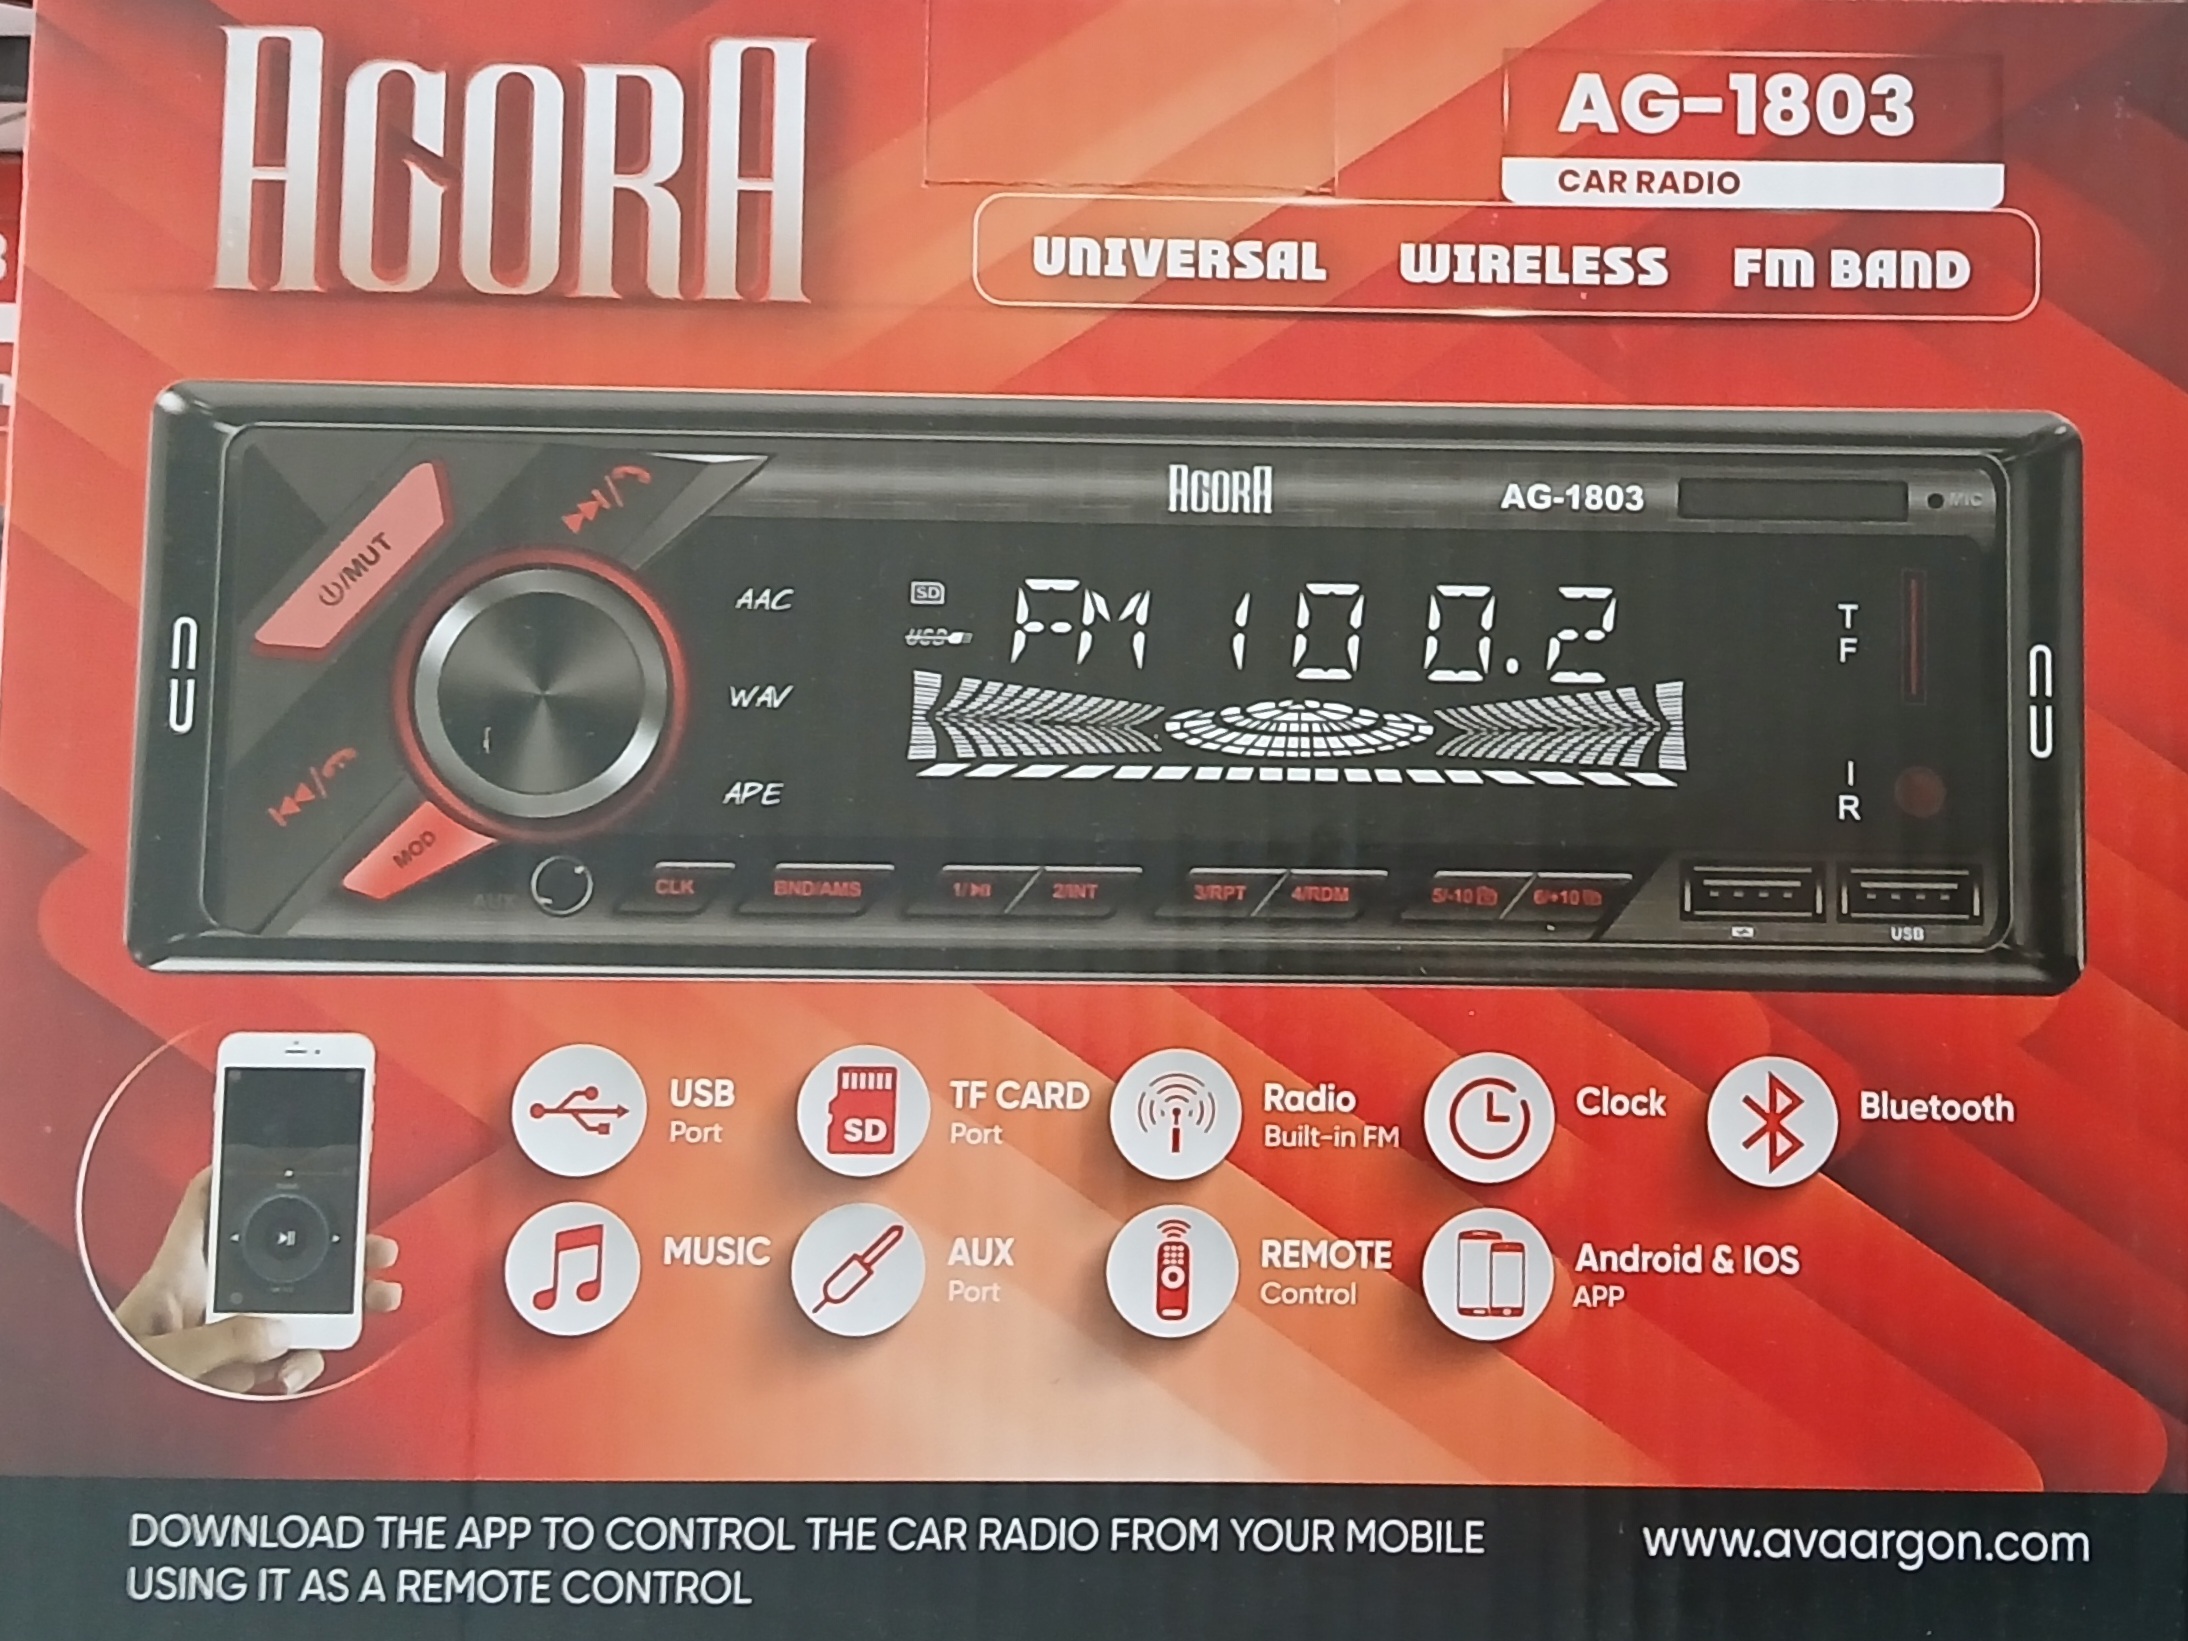 AGORA
AG-1803
CAR RADIO
UNIVERSAL WIRELESS FM BAND
AGORA AG-1803 MIC
/MUT
AAC
WAV
APE
SD
USB
FM 100.2
TF
IR
MOD
AUX
CLK BND/AMS 1/ 2/INT 3/RPT 4/RDM 5/-10 6/+10
USB
USB
Port
TF CARD
Port
SD
Radio
Built-in FM
Clock
Bluetooth
MUSIC
AUX
Port
REMOTE
Control
Android & IOS
APP
DOWNLOAD THE APP TO CONTROL THE CAR RADIO FROM YOUR MOBILE
USING IT AS A REMOTE CONTROL
www.avaargon.com